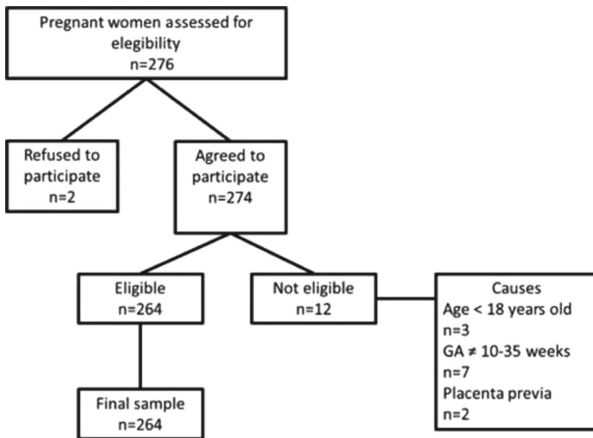 Pregnant women assessed for
elegibility
n=276
Refused to
participate
n=2
Agreed to
participate
n=274
Eligible
n=264
Not eligible
n=12
Causes
Age < 18 years old
n=3
GA ≠ 10-35 weeks
n=7
Placenta previa
n=2
Final sample
n=264